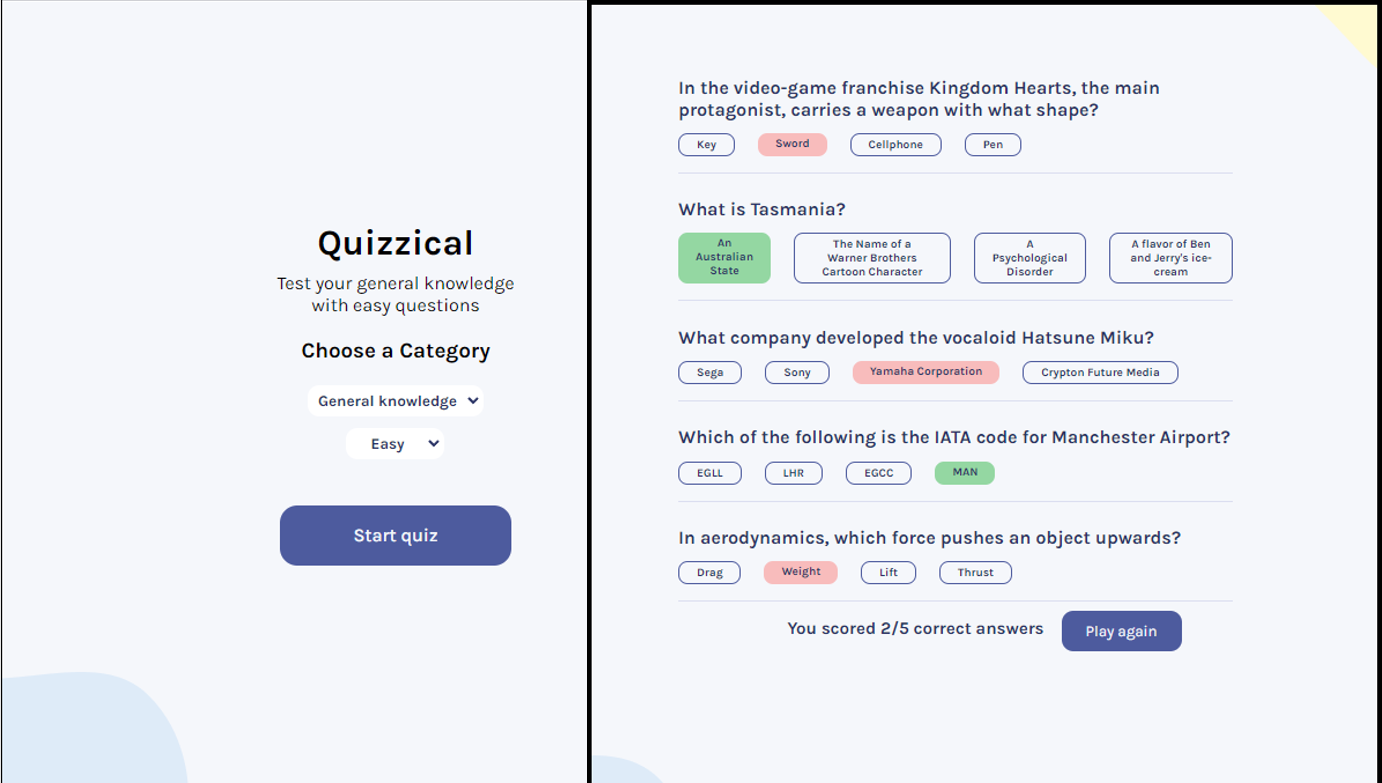 Quizzical
Test your general knowledge
with easy questions
Choose a Category
General knowledge
Easy
Start quiz
In the video-game franchise Kingdom Hearts, the main
protagonist, carries a weapon with what shape?
Key Sword Cellphone Pen
What is Tasmania?
An
Australian
State
The Name of a
Warner Brothers
Cartoon Character
A
Psychological
Disorder
A flavor of Ben
and Jerry's ice-
cream
What company developed the vocaloid Hatsune Miku?
Sega Sony Yamaha Corporation Crypton Future Media
Which of the following is the IATA code for Manchester Airport?
EGLL LHR EGCC MAN
In aerodynamics, which force pushes an object upwards?
Drag Weight Lift Thrust
You scored 2/5 correct answers Play again